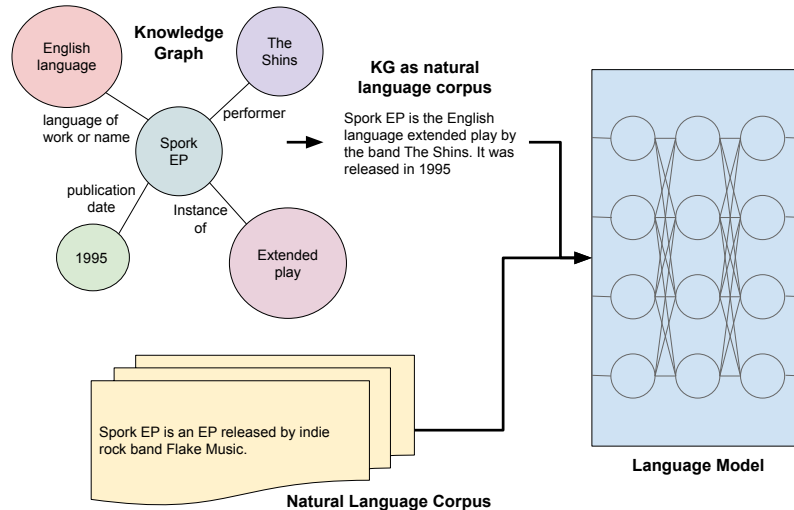 Knowledge
Graph
English
language
The
Shins
language of
work or name
performer
Spork
EP
publication
date
Instance
of
1995
Extended
play
KG as natural
language corpus
Spork EP is the English
language extended play by
the band The Shins. It was
released in 1995
Spork EP is an EP released by indie
rock band Flake Music.
Natural Language Corpus
Language Model